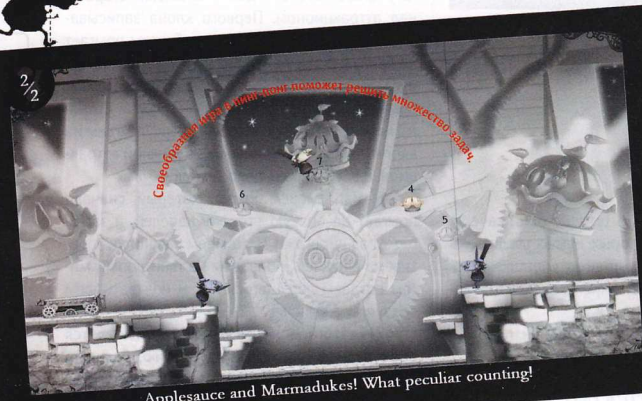 2/2
Своеобразная игра в пинг-понг поможет решить множество задач.
7
6
4
5
Applesauce and Marmadukes! What peculiar counting!